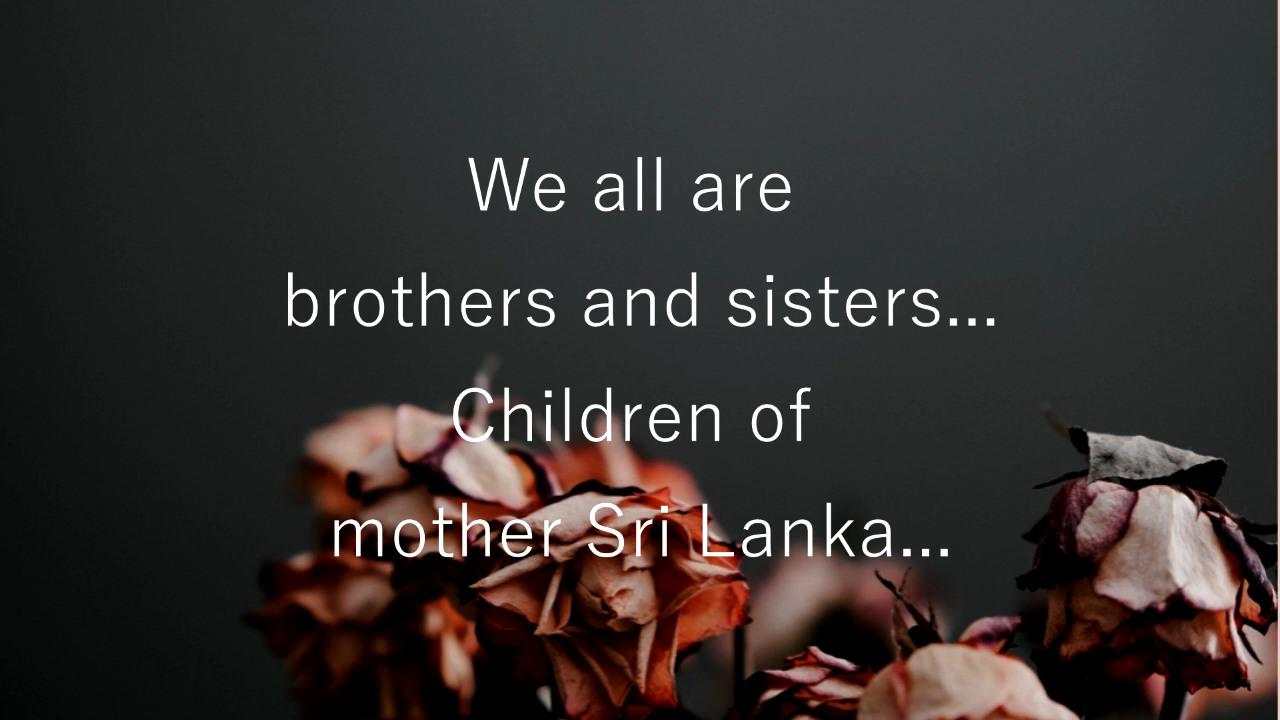 We all are
brothers and sisters...
Children of
mother Sri Lanka...